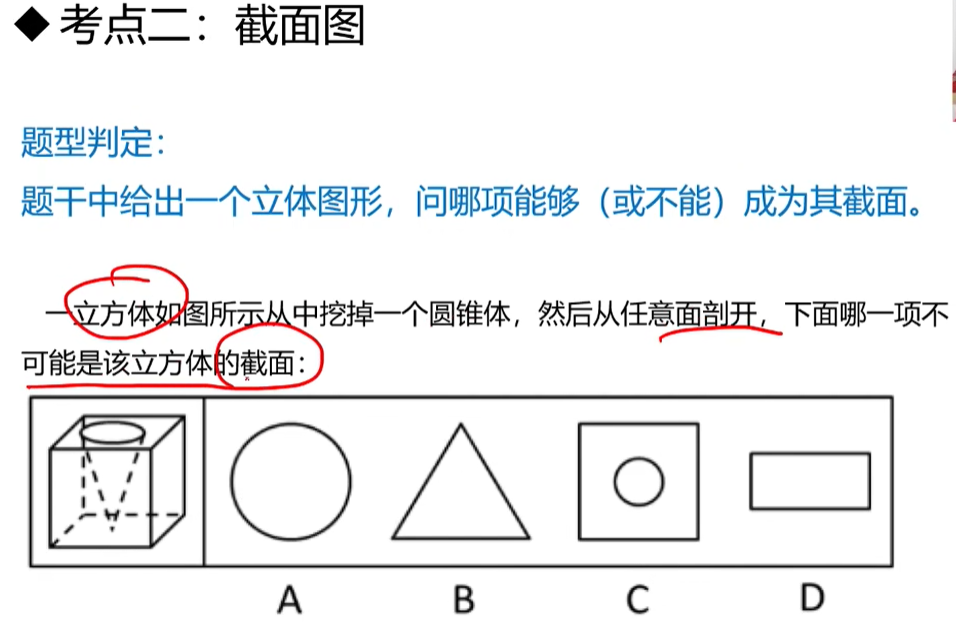 ◆ 考点二：截面图
题型判定：
题干中给出一个立体图形，问哪项能够（或不能）成为其截面。
一立方体如图所示从中挖掉一个圆锥体，然后从任意面剖开，下面哪一项不
可能是该立方体的截面：
A B C D